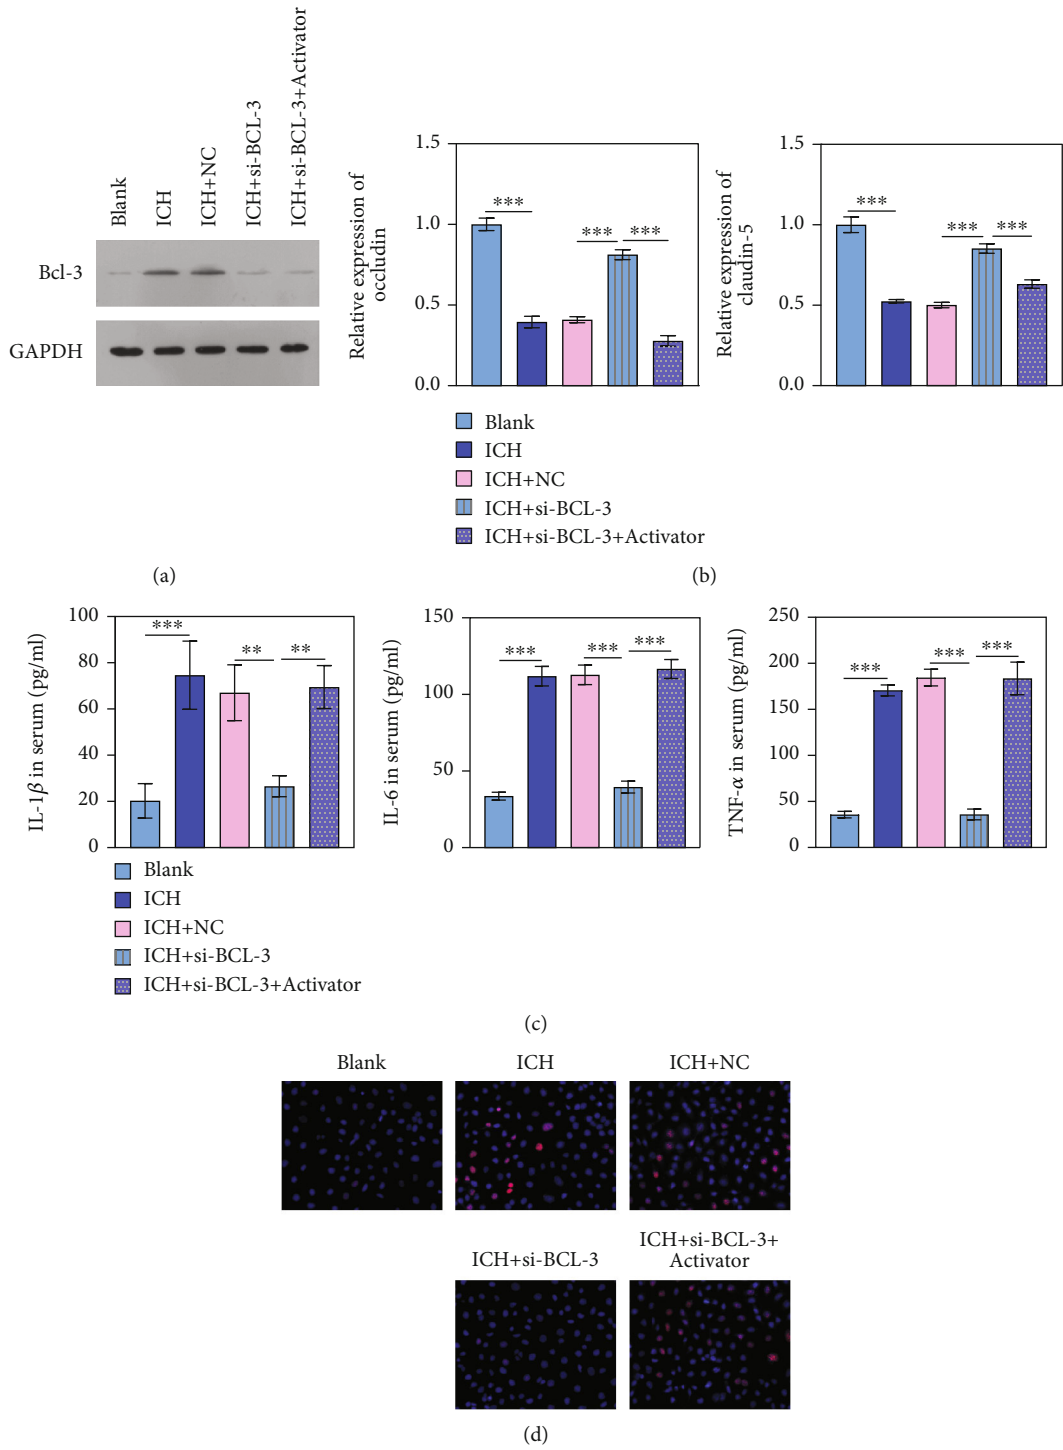 (a)
Blank
ICH
ICH+NC
ICH+si-BCL-3
ICH+si-BCL-3+Activator
Bcl-3
GAPDH
Relative expression of
occludin
1.5
1.0
0.5
0.0
***
***
***
Relative expression of
claudin-5
1.5
1.0
0.5
0.0
***
***
***
Blank
ICH
ICH+NC
ICH+si-BCL-3
ICH+si-BCL-3+Activator
(b)
IL-1β in serum (pg/ml)
100
80
60
40
20
0
***
**
**
IL-6 in serum (pg/ml)
150
100
50
0
***
***
***
TNF-α in serum (pg/ml)
250
200
150
100
50
0
***
***
***
Blank
ICH
ICH+NC
ICH+si-BCL-3
ICH+si-BCL-3+Activator
(c)
Blank
ICH
ICH+NC
ICH+si-BCL-3
ICH+si-BCL-3+
Activator
(d)